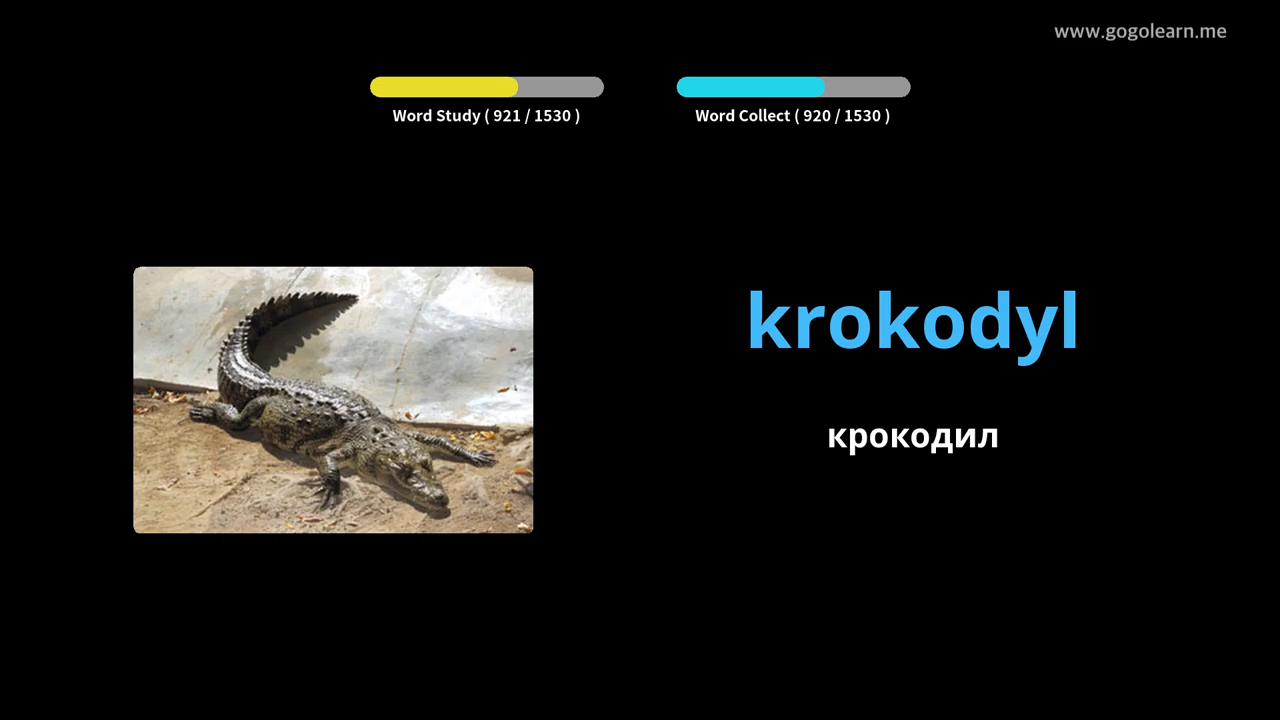 www.gogolearn.me
Word Study ( 921 / 1530 )
Word Collect ( 920 / 1530 )
krokodyl
крокодил